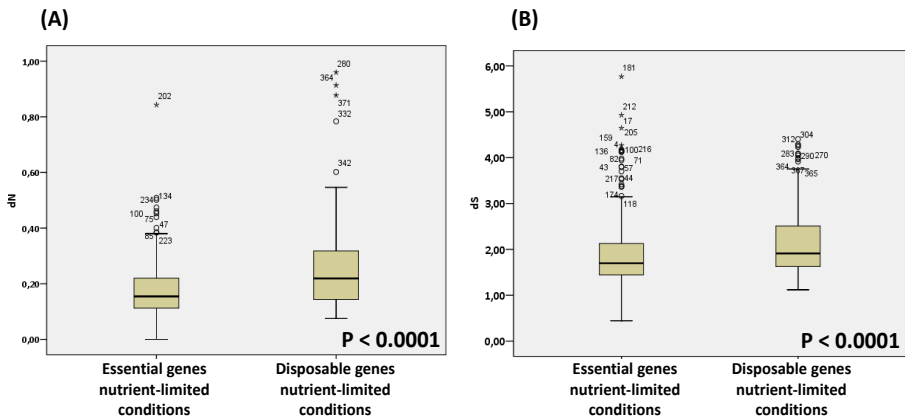 (A)
(B)
1,00
0,80
0,60
0,40
0,20
0,00
dN
202
234
134
100
75
47
85
223
280
364
371
332
342
P < 0.0001
Essential genes
nutrient-limited
conditions
Disposable genes
nutrient-limited
conditions
6,00
5,00
4,00
3,00
2,00
1,00
0,00
dS
181
212
17
159
205
4
136
100
216
82
71
43
57
217
44
174
118
312
304
283
290
270
364
367
365
P < 0.0001
Essential genes
nutrient-limited
conditions
Disposable genes
nutrient-limited
conditions